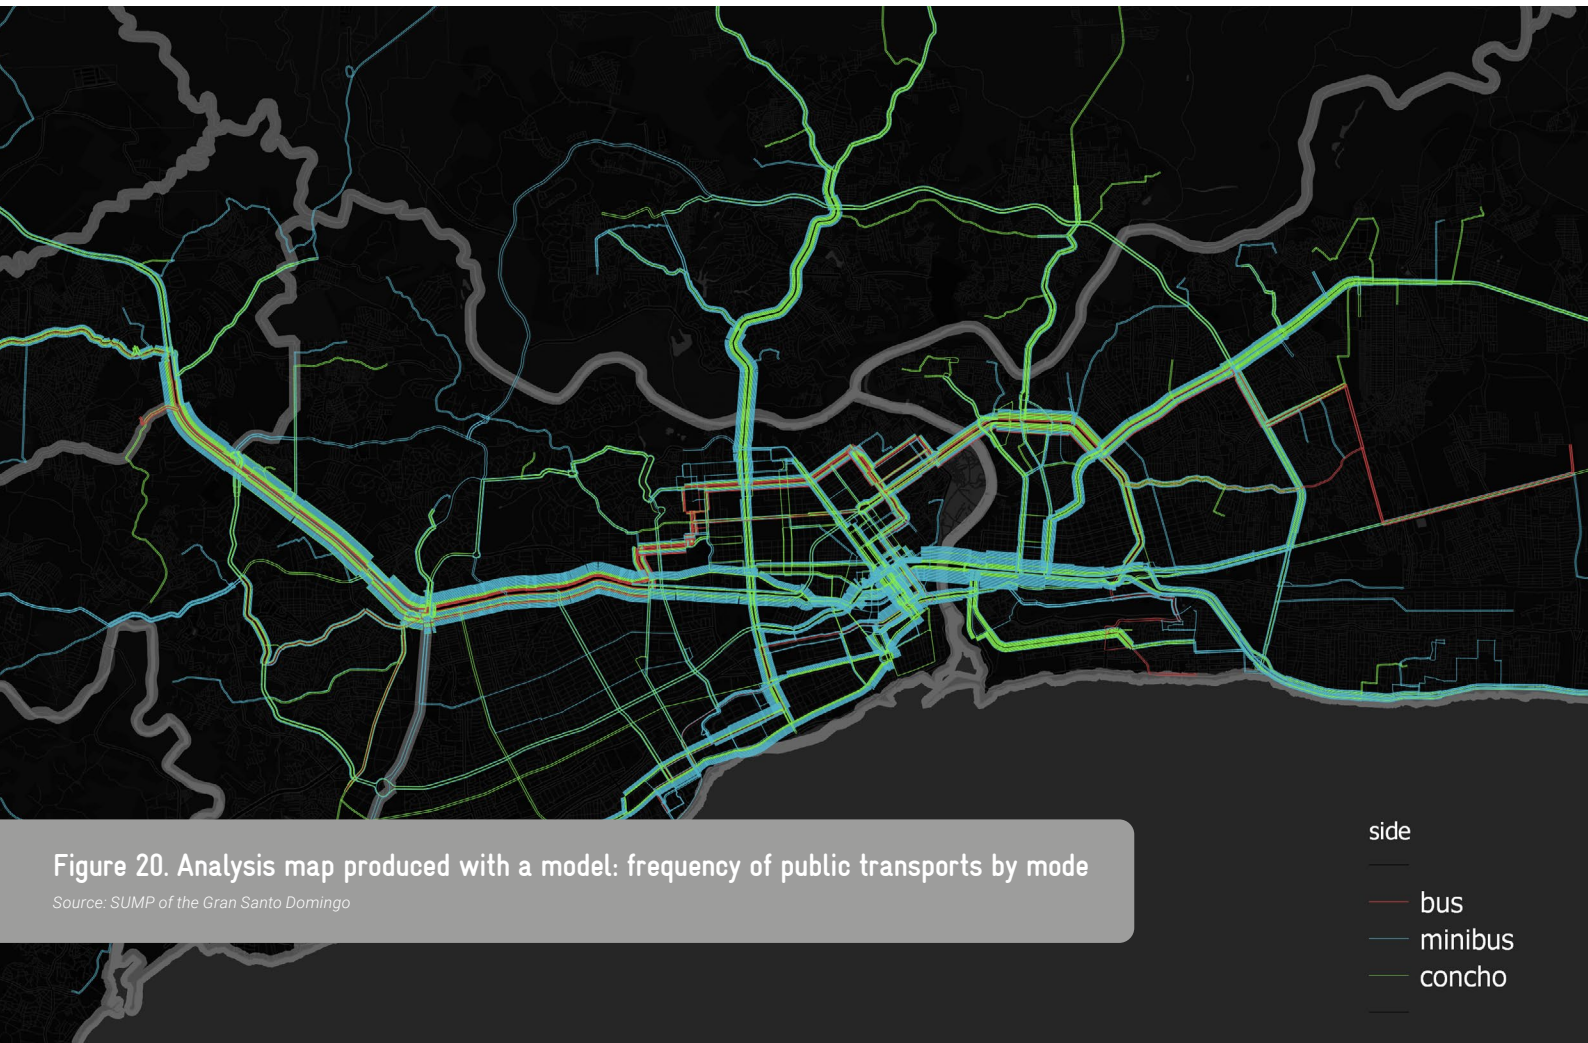 Figure 20. Analysis map produced with a model: frequency of public transports by mode
Source: SUMP of the Gran Santo Domingo
side
bus
minibus
concho